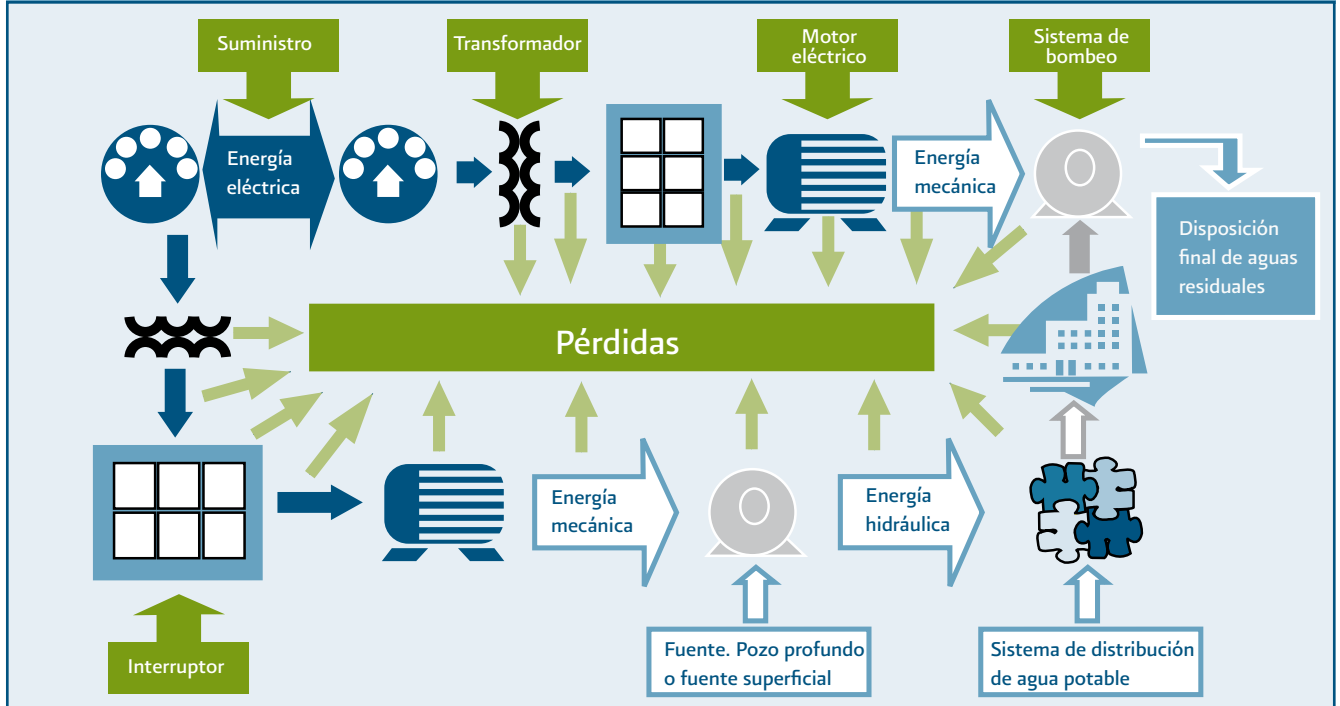 Suministro
Transformador
Motor
eléctrico
Sistema de
bombeo
Energía
eléctrica
Energía
mecánica
Disposición
final de aguas
residuales
Pérdidas
Energía
mecánica
Energía
hidráulica
Interruptor
Fuente. Pozo profundo
o fuente superficial
Sistema de distribución
de agua potable